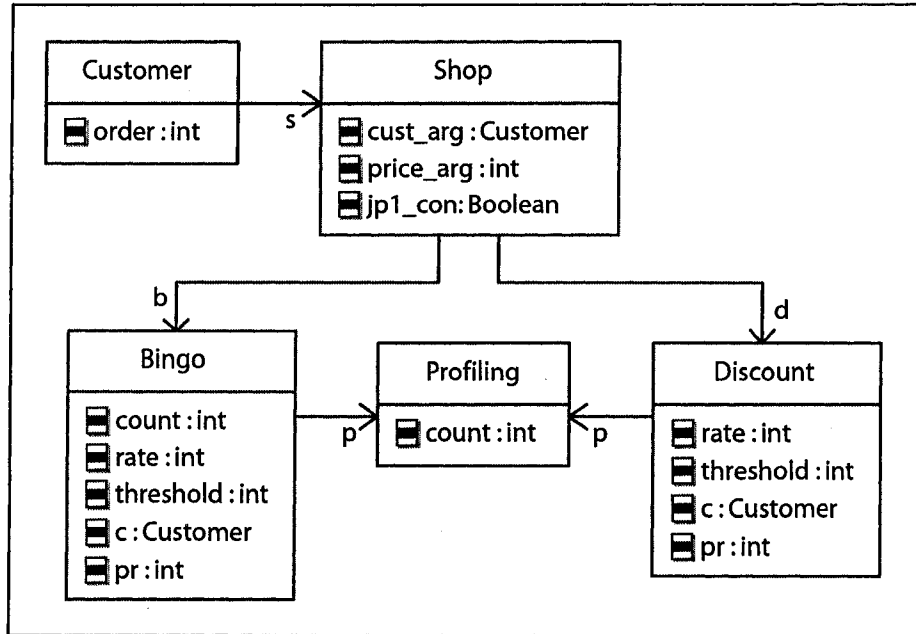 Customer
order : int
s
Shop
cust_arg : Customer
price_arg : int
jp1_con: Boolean
b
d
Bingo
count : int
rate : int
threshold : int
c : Customer
pr : int
p
Profiling
count : int
p
Discount
rate : int
threshold : int
c : Customer
pr : int